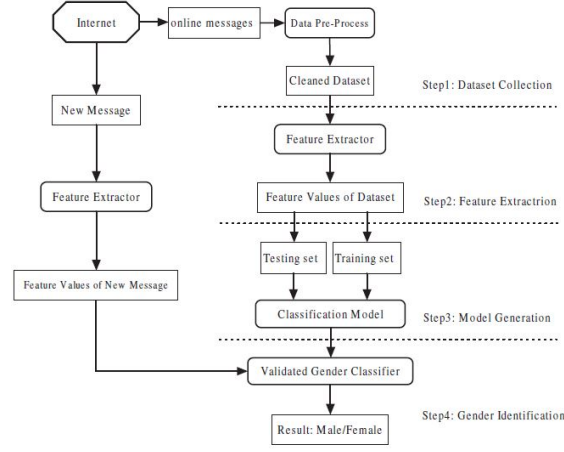 Internet
online messages
Data Pre-Process
Cleaned Dataset
Step1: Dataset Collection
New Message
Feature Extractor
Feature Extractor
Feature Values of Dataset
Step2: Feature Extractrion
Testing set
Training set
Feature Values of New Message
Classification Model
Step3: Model Generation
Validated Gender Classifier
Step4: Gender Identification
Result: Male/Female